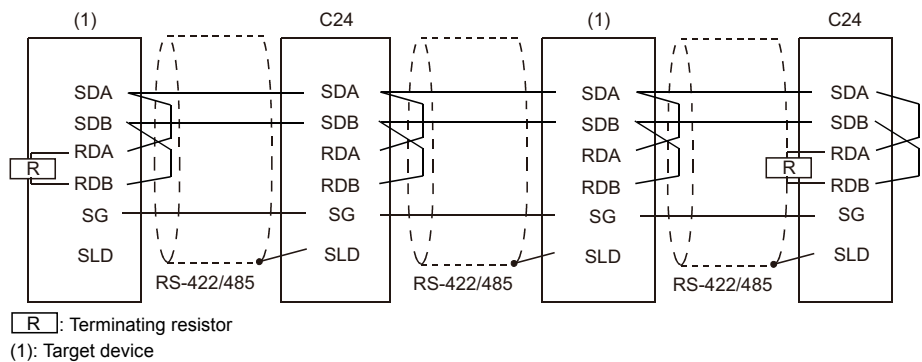 (1) C24 (1) C24
SDA SDA SDA SDA
SDB SDB SDB SDB
RDA RDA RDA RDA
R R
RDB RDB RDB RDB
SG SG SG SG
SLD SLD SLD SLD
RS-422/485 RS-422/485 RS-422/485
R : Terminating resistor
(1): Target device